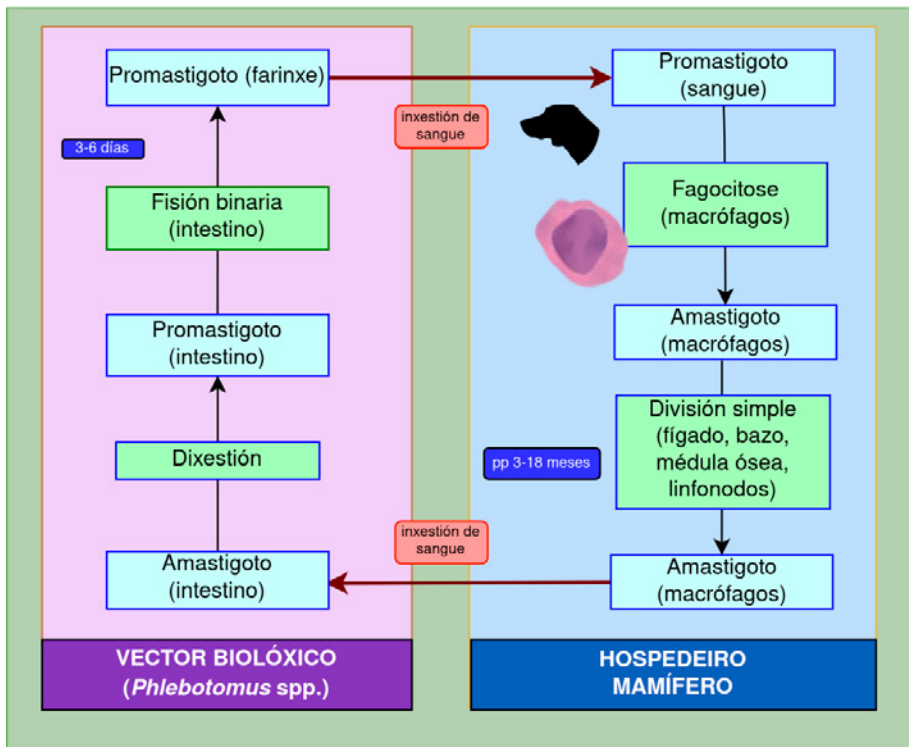 Promastigoto (farinxe)
3-6 días
Fisión binaria
(intestino)
Promastigoto
(intestino)
Dixestión
Amastigoto
(intestino)
VECTOR BIOLÓXICO
(Phlebotomus spp.)
inxestión de
sangue
inxestión de
sangue
Promastigoto
(sangue)
Fagocitose
(macrófagos)
Amastigoto
(macrófagos)
División simple
(fígado, bazo,
médula ósea,
linfonodos)
pp 3-18 meses
Amastigoto
(macrófagos)
HOSPEDEIRO
MAMÍFERO